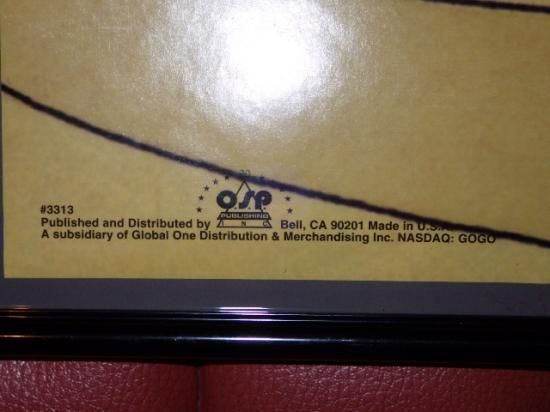 20
OSP
PUBLISHING
INC
#3313
Published and Distributed by Bell, CA 90201 Made in U.S.A.
A subsidiary of Global One Distribution & Merchandising Inc. NASDAQ: GOGO